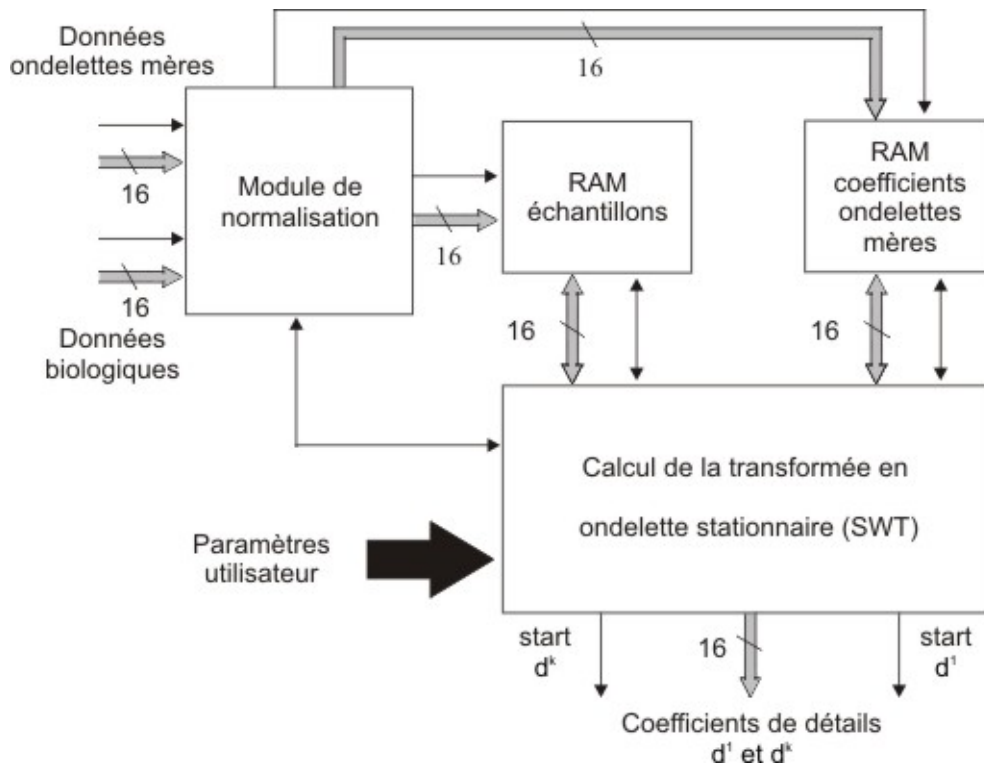 Données
ondelettes mères
16
16
Données
biologiques
Module de
normalisation
16
16
RAM
échantillons
RAM
coefficients
ondelettes
mères
16
16
Calcul de la transformée en
ondelette stationnaire (SWT)
Paramètres
utilisateur
start
dᵏ
16
start
d¹
Coefficients de détails
d¹ et dᵏ